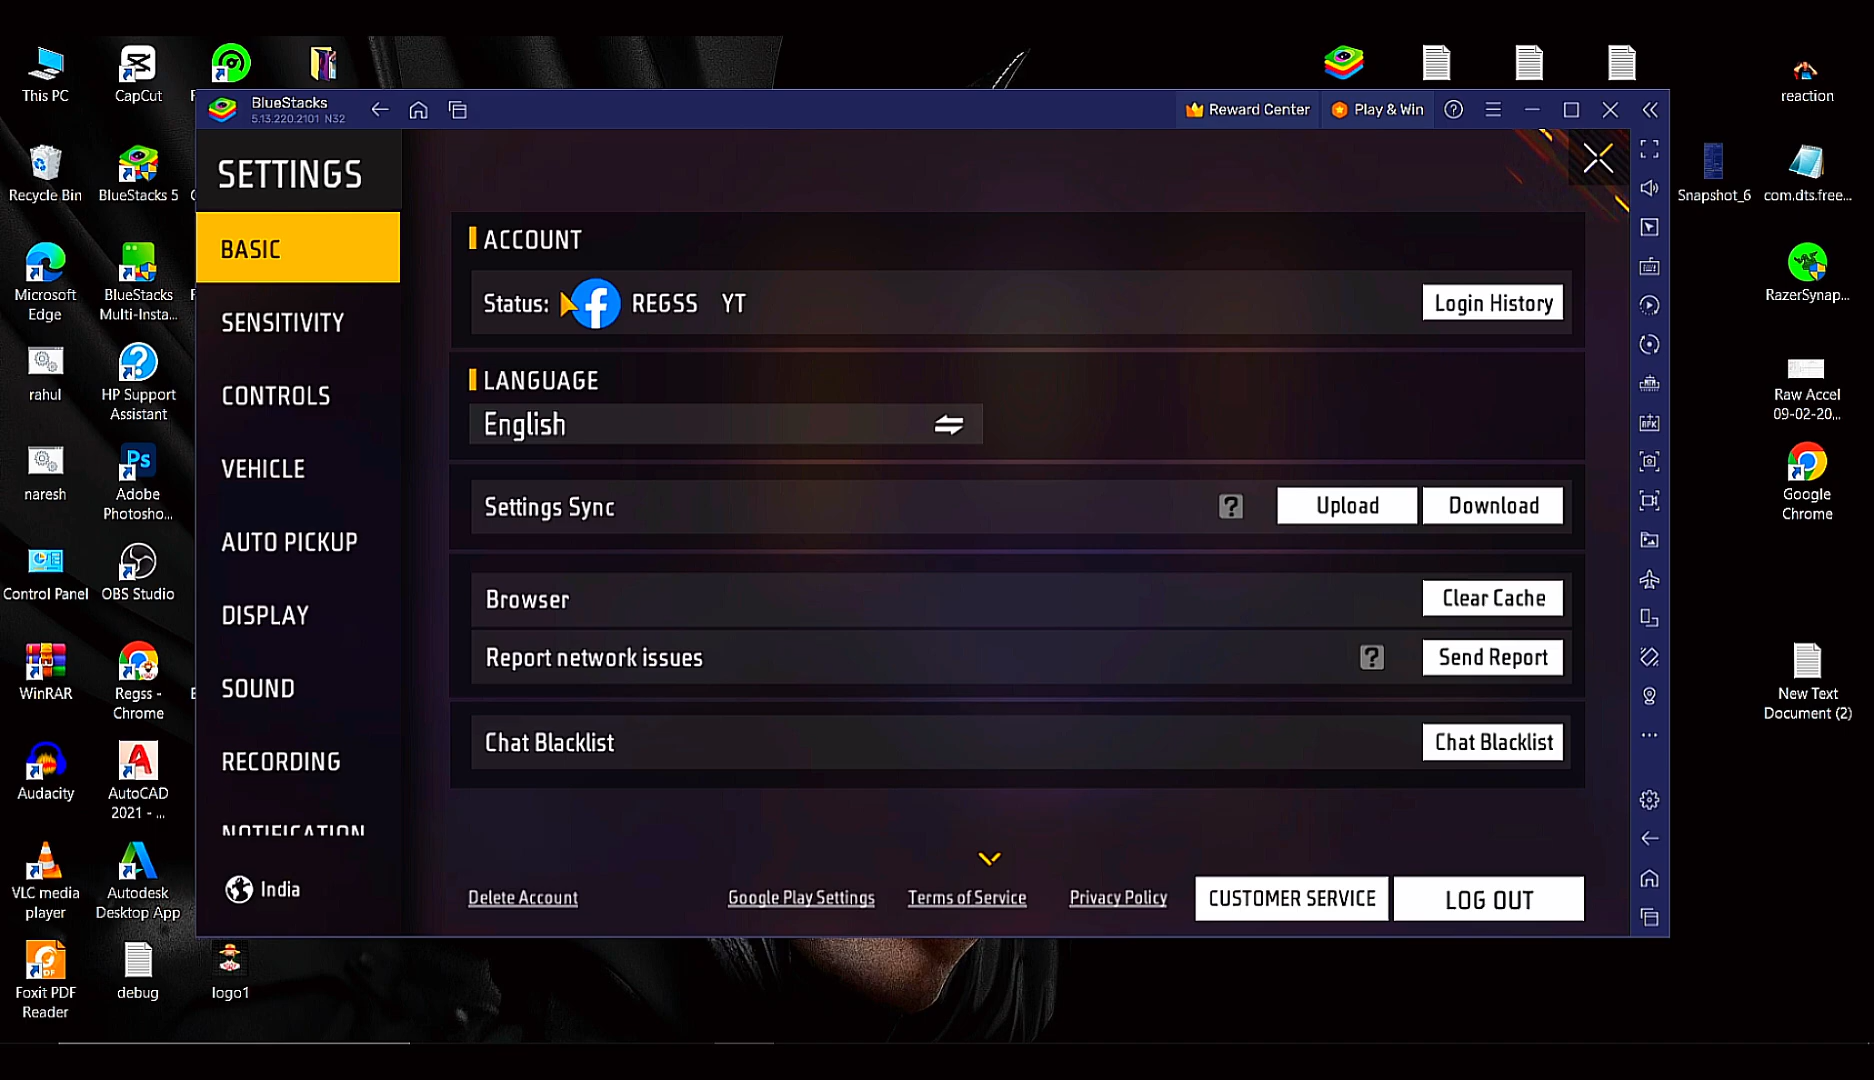 This PC
CapCut
reaction
BlueStacks
5.13.220.2101 N32
Reward Center
Play & Win
Recycle Bin
BlueStacks 5
Snapshot_6
com.dts.free...
Microsoft
Edge
BlueStacks
Multi-Insta...
RazerSynap...
rahul
HP Support
Assistant
Raw Accel
09-02-20...
naresh
Adobe
Photosho...
Google
Chrome
Control Panel
OBS Studio
WinRAR
Regss -
Chrome
New Text
Document (2)
Audacity
AutoCAD
2021 - ...
VLC media
player
Autodesk
Desktop App
Foxit PDF
Reader
debug
logo1
SETTINGS
BASIC
SENSITIVITY
CONTROLS
VEHICLE
AUTO PICKUP
DISPLAY
SOUND
RECORDING
NOTIFICATION
India
ACCOUNT
Status: REGSS YT
Login History
LANGUAGE
English
Settings Sync
? Upload Download
Browser
Clear Cache
Report network issues
? Send Report
Chat Blacklist
Chat Blacklist
Delete Account
Google Play Settings
Terms of Service
Privacy Policy
CUSTOMER SERVICE
LOG OUT